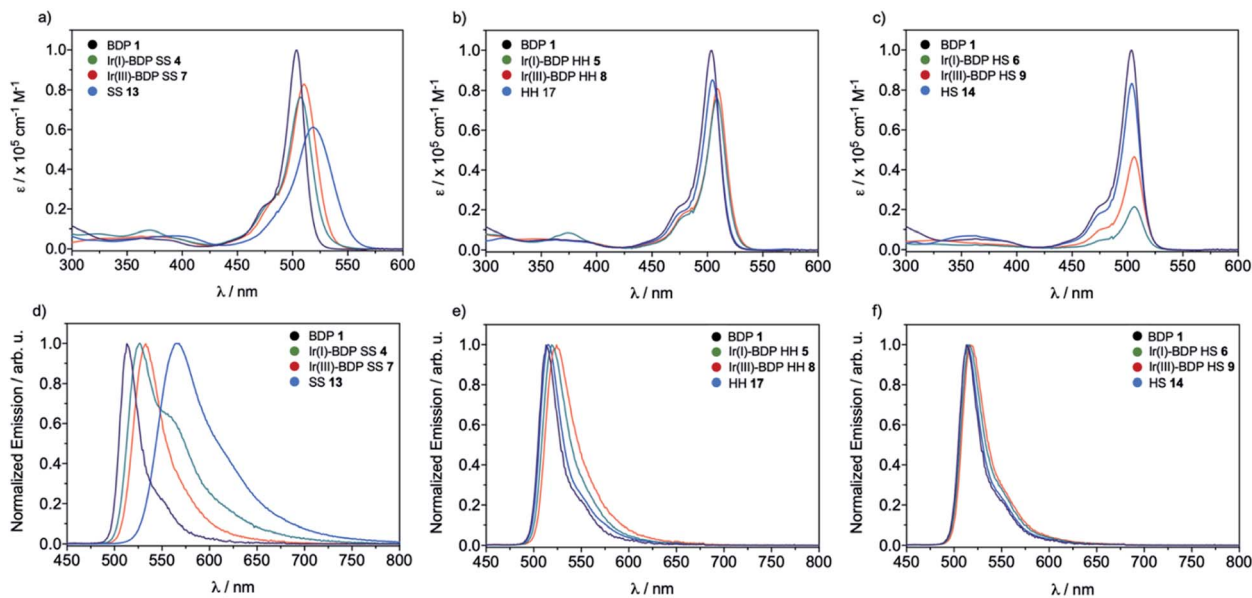 a)
BDP 1
Ir(I)-BDP SS 4
Ir(III)-BDP SS 7
SS 13
1.0
0.8
0.6
0.4
0.2
0.0
ε / x 10⁵ cm⁻¹ M⁻¹
300 350 400 450 500 550 600
λ / nm
b)
BDP 1
Ir(I)-BDP HH 5
Ir(III)-BDP HH 8
HH 17
1.0
0.8
0.6
0.4
0.2
0.0
ε / x 10⁵ cm⁻¹ M⁻¹
300 350 400 450 500 550 600
λ / nm
c)
BDP 1
Ir(I)-BDP HS 6
Ir(III)-BDP HS 9
HS 14
1.0
0.8
0.6
0.4
0.2
0.0
ε / x 10⁵ cm⁻¹ M⁻¹
300 350 400 450 500 550 600
λ / nm
d)
BDP 1
Ir(I)-BDP SS 4
Ir(III)-BDP SS 7
SS 13
1.0
0.8
0.6
0.4
0.2
0.0
Normalized Emission / arb. u.
450 500 550 600 650 700 750 800
λ / nm
e)
BDP 1
Ir(I)-BDP HH 5
Ir(III)-BDP HH 8
HH 17
1.0
0.8
0.6
0.4
0.2
0.0
Normalized Emission / arb. u.
450 500 550 600 650 700 750 800
λ / nm
f)
BDP 1
Ir(I)-BDP HS 6
Ir(III)-BDP HS 9
HS 14
1.0
0.8
0.6
0.4
0.2
0.0
Normalized Emission / arb. u.
450 500 550 600 650 700 750 800
λ / nm